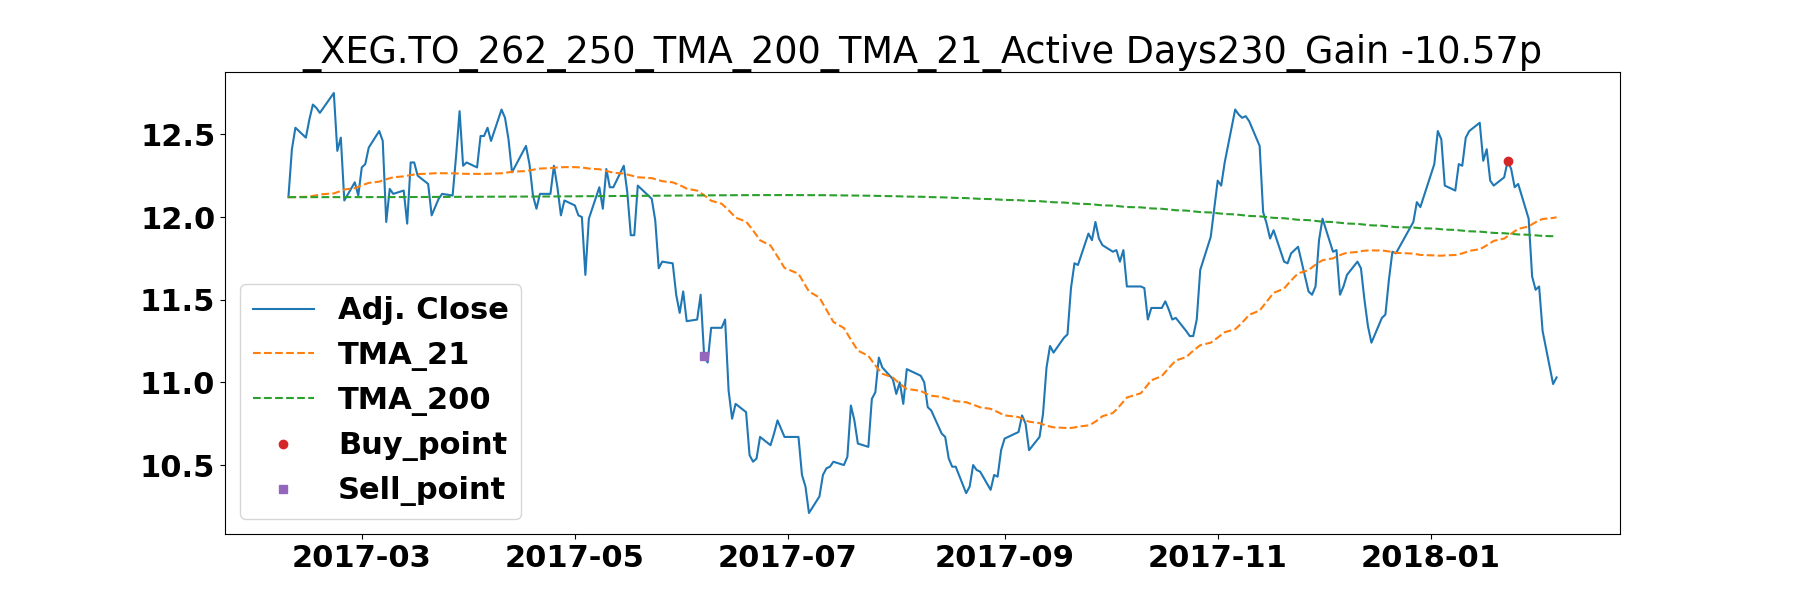 _XEG.TO_262_250_TMA_200_TMA_21_Active Days230_Gain -10.57p
12.5
12.0
11.5
11.0
10.5
Adj. Close
TMA_21
TMA_200
Buy_point
Sell_point
2017-03 2017-05 2017-07 2017-09 2017-11 2018-01